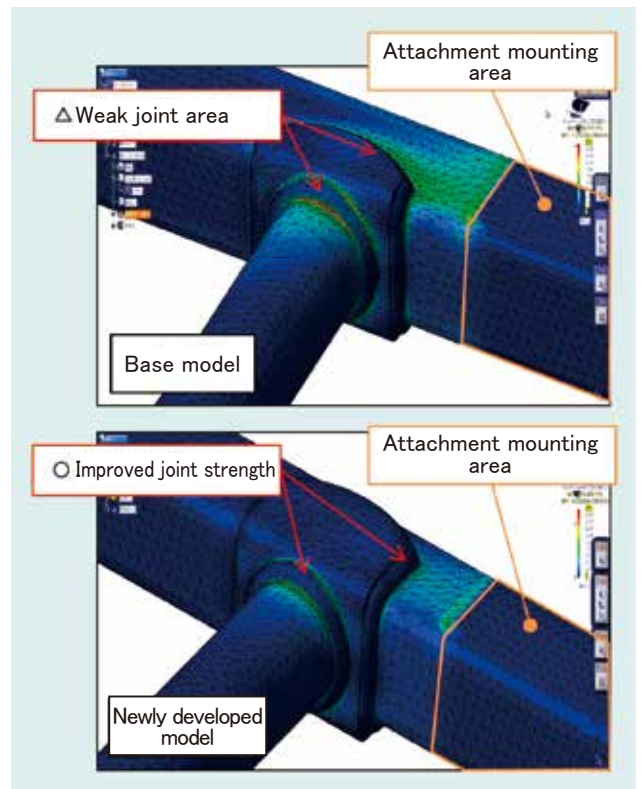 Attachment mounting
area
△Weak joint area
Base model
Attachment mounting
area
○ Improved joint strength
Newly developed
model